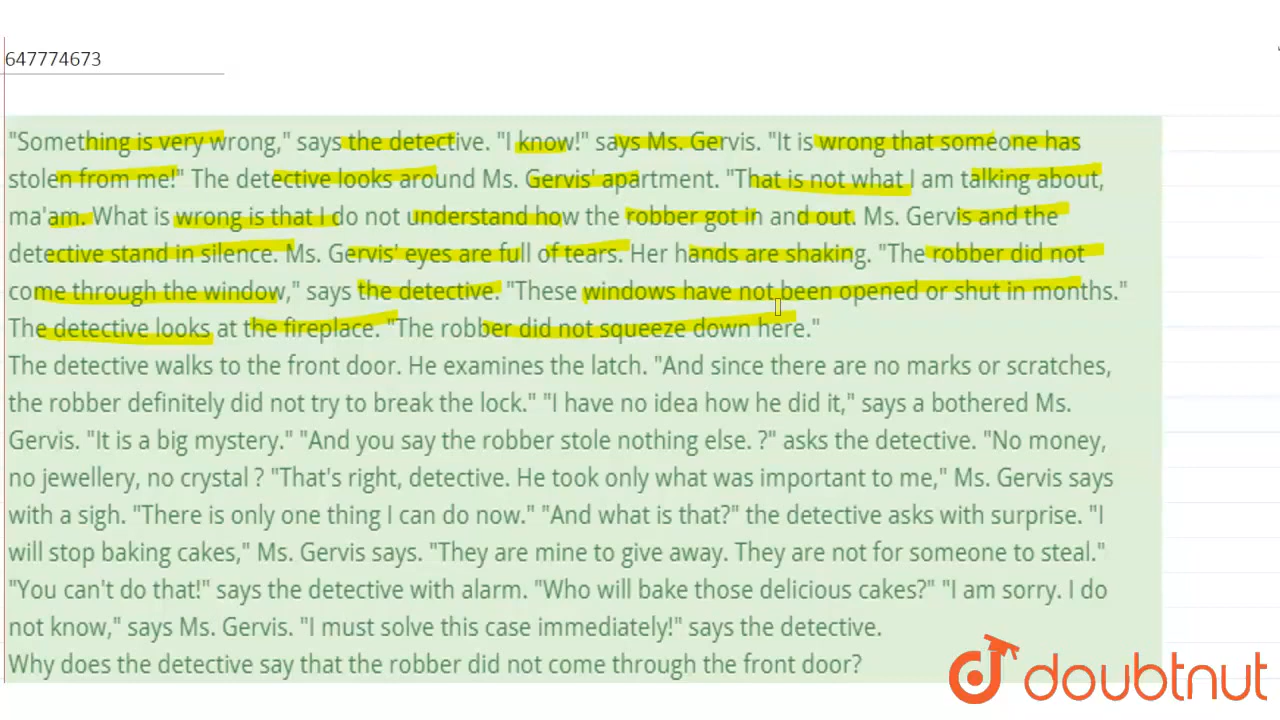 647774673
"Something is very wrong," says the detective. "I know!" says Ms. Gervis. "It is wrong that someone has
stolen from me!" The detective looks around Ms. Gervis' apartment. "That is not what I am talking about,
ma'am. What is wrong is that I do not understand how the robber got in and out. Ms. Gervis and the
detective stand in silence. Ms. Gervis' eyes are full of tears. Her hands are shaking. "The robber did not
come through the window," says the detective. "These windows have not been opened or shut in months."
The detective looks at the fireplace. "The robber did not squeeze down here."
The detective walks to the front door. He examines the latch. "And since there are no marks or scratches,
the robber definitely did not try to break the lock." "I have no idea how he did it," says a bothered Ms.
Gervis. "It is a big mystery." "And you say the robber stole nothing else. ?" asks the detective. "No money,
no jewellery, no crystal ? "That's right, detective. He took only what was important to me," Ms. Gervis says
with a sigh. "There is only one thing I can do now." "And what is that?" the detective asks with surprise. "I
will stop baking cakes," Ms. Gervis says. "They are mine to give away. They are not for someone to steal."
"You can't do that!" says the detective with alarm. "Who will bake those delicious cakes?" "I am sorry. I do
not know," says Ms. Gervis. "I must solve this case immediately!" says the detective.
Why does the detective say that the robber did not come through the front door?
doubtnut